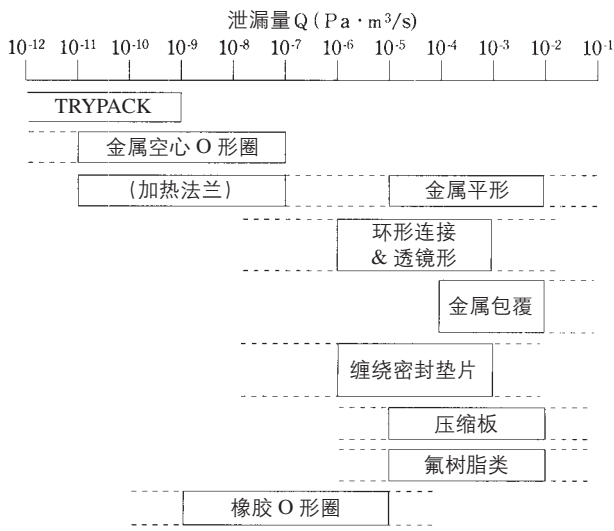 泄漏量 Q (Pa·m³/s)
10⁻¹² 10⁻¹¹ 10⁻¹⁰ 10⁻⁹ 10⁻⁸ 10⁻⁷ 10⁻⁶ 10⁻⁵ 10⁻⁴ 10⁻³ 10⁻² 10⁻¹
TRYPACK
金属空心 O 形圈
(加热法兰) 金属平形
环形连接
& 透镜形
金属包覆
缠绕密封垫片
压缩板
氟树脂类
橡胶 O 形圈